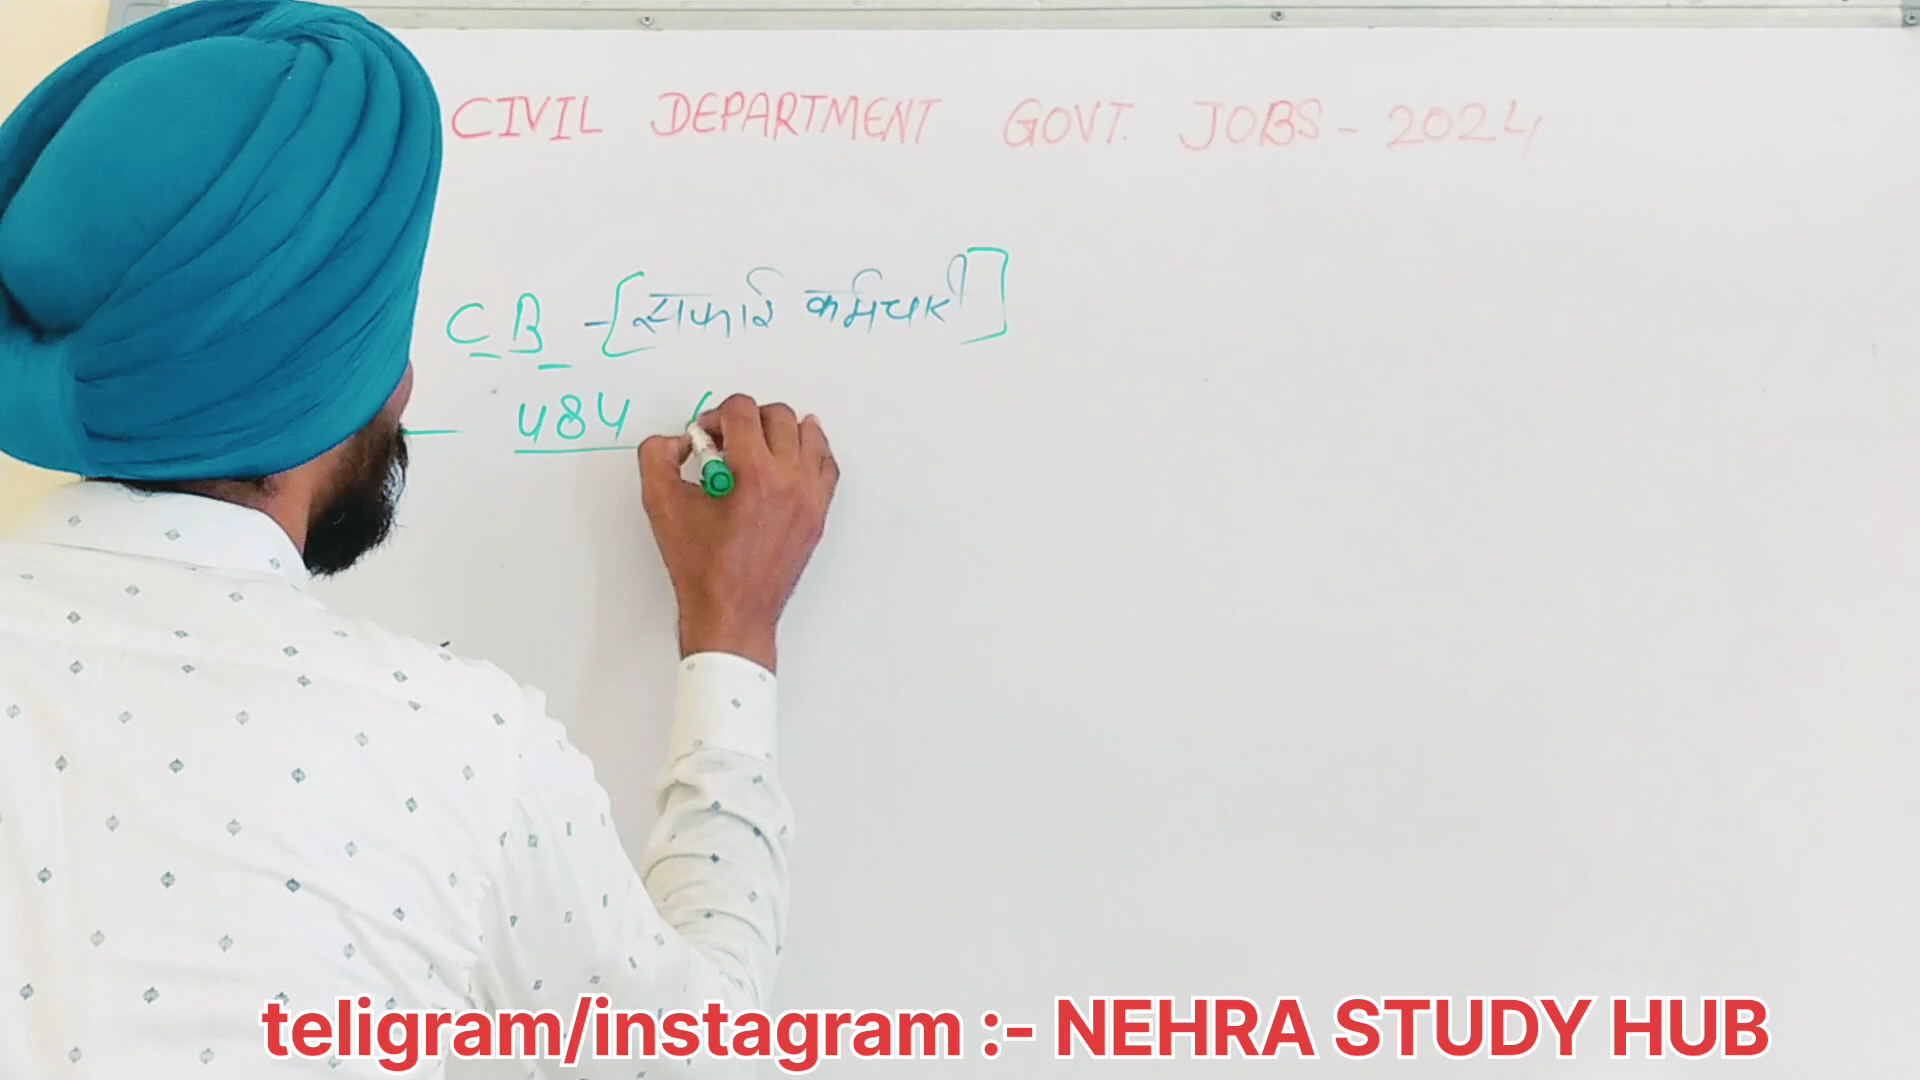 CIVIL DEPARTMENT GOVT. JOBS - 2024
CB - [सफाई कर्मचारी]
484 (
teligram/instagram :- NEHRA STUDY HUB